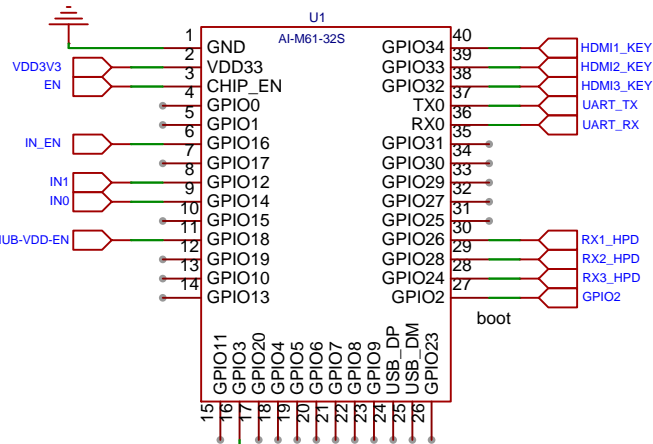 U1
AI-M61-32S
1 GND
2 VDD33 VDD3V3
3 CHIP_EN EN
4 GPIO0
5 GPIO1
6 GPIO16 IN_EN
7 GPIO17
8 GPIO12 IN1
9 GPIO14 IN0
10 GPIO15
11 GPIO18 HUB-VDD-EN
12 GPIO19
13 GPIO10
14 GPIO13
40 GPIO34 HDMI1_KEY
39 GPIO33 HDMI2_KEY
38 GPIO32 HDMI3_KEY
37 TX0 UART_TX
36 RX0 UART_RX
35 GPIO31
34 GPIO30
33 GPIO29
32 GPIO27
31 GPIO25
30 GPIO26 RX1_HPD
29 GPIO28 RX2_HPD
28 GPIO24 RX3_HPD
27 GPIO2 GPIO2
boot
15 GPIO11
16 GPIO3
17 GPIO20
18 GPIO4
19 GPIO5
20 GPIO6
21 GPIO7
22 GPIO8
23 GPIO9
24 USB_DP
25 USB_DM
26 GPIO23